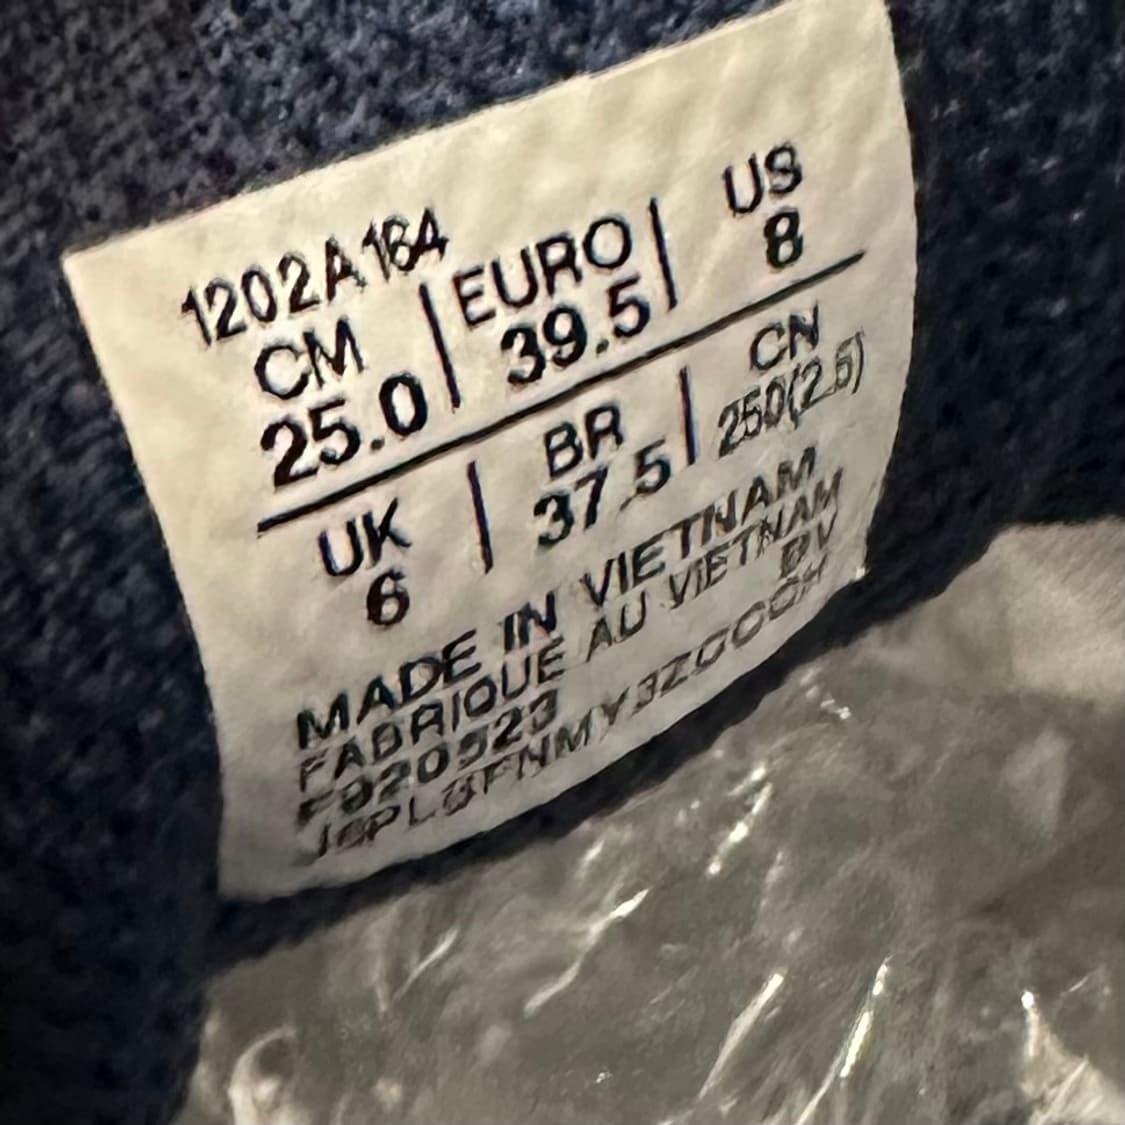 1202A164
CM | EURO | US
25.0 | 39.5 | 8
UK | BR | CN
6 | 37.5 | 250(2.5)
MADE IN VIETNAM
FABRIQUE AU VIETNAM
F920523 BV